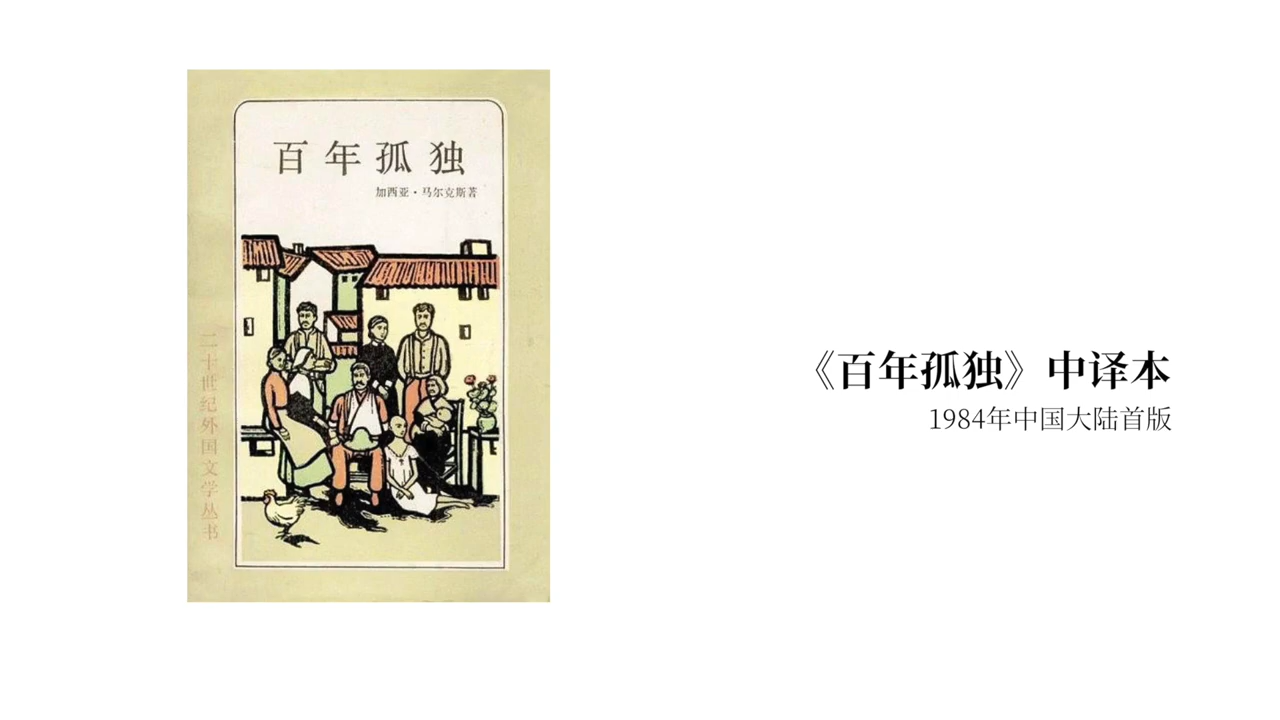 百年孤独
加西亚·马尔克斯著
二十世纪外国文学丛书
《百年孤独》中译本
1984年中国大陆首版